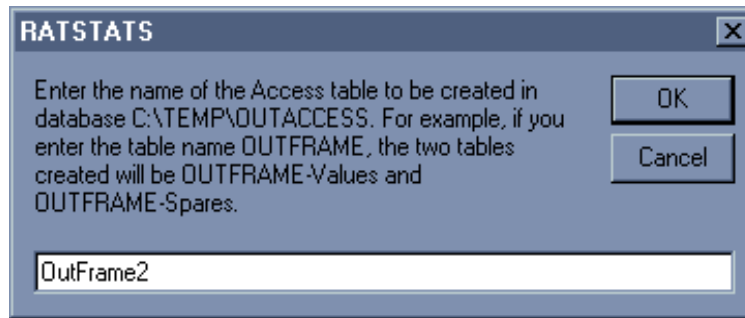 RATSTATS
Enter the name of the Access table to be created in
database C:\TEMP\OUTACCESS. For example, if you
enter the table name OUTFRAME, the two tables
created will be OUTFRAME-Values and
OUTFRAME-Spares.
OK
Cancel
OutFrame2